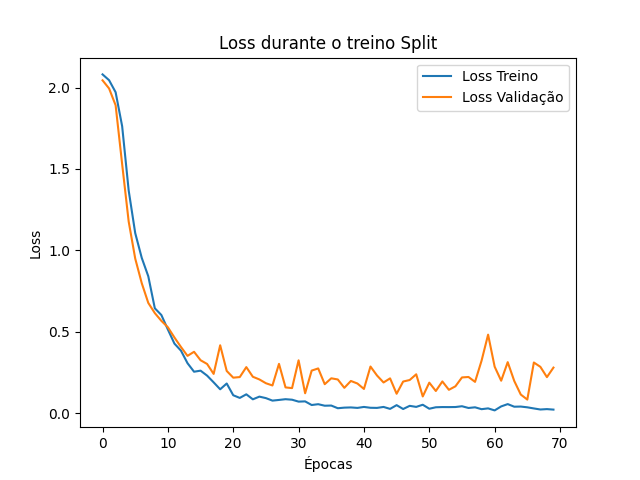 Loss durante o treino Split
Loss Treino
Loss Validação
Loss
2.0
1.5
1.0
0.5
0.0
0 10 20 30 40 50 60 70
Épocas